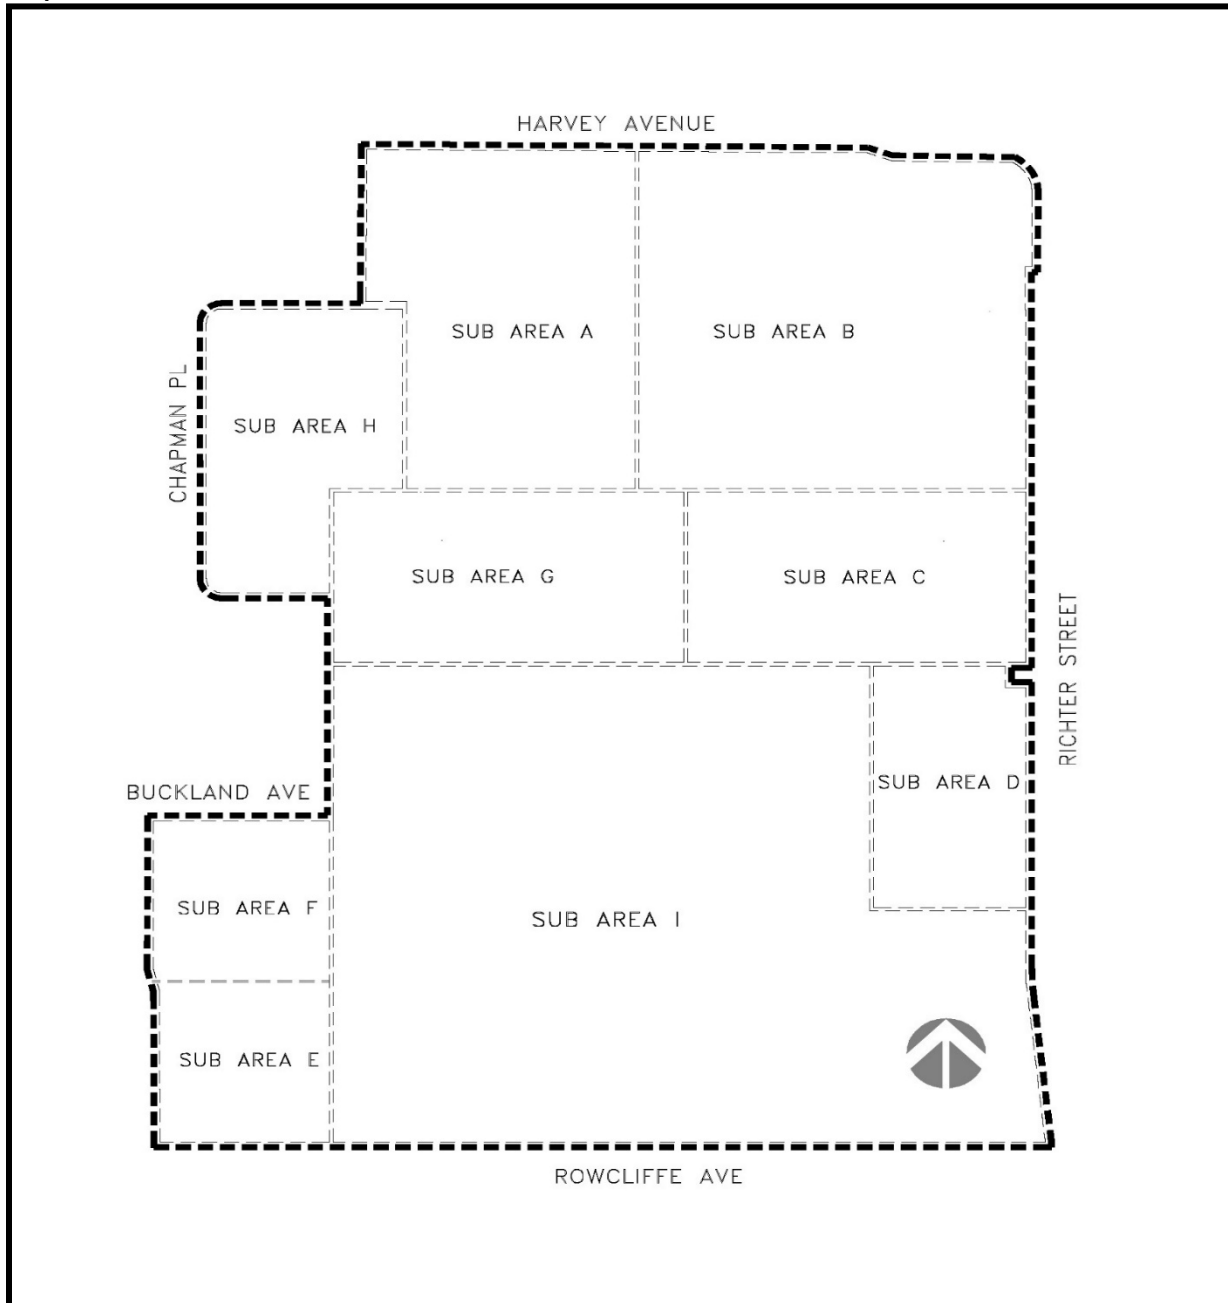 HARVEY AVENUE
SUB AREA A
SUB AREA B
CHAPMAN PL
SUB AREA H
SUB AREA G
SUB AREA C
RICHTER STREET
BUCKLAND AVE
SUB AREA D
SUB AREA F
SUB AREA I
SUB AREA E
ROWCLIFFE AVE